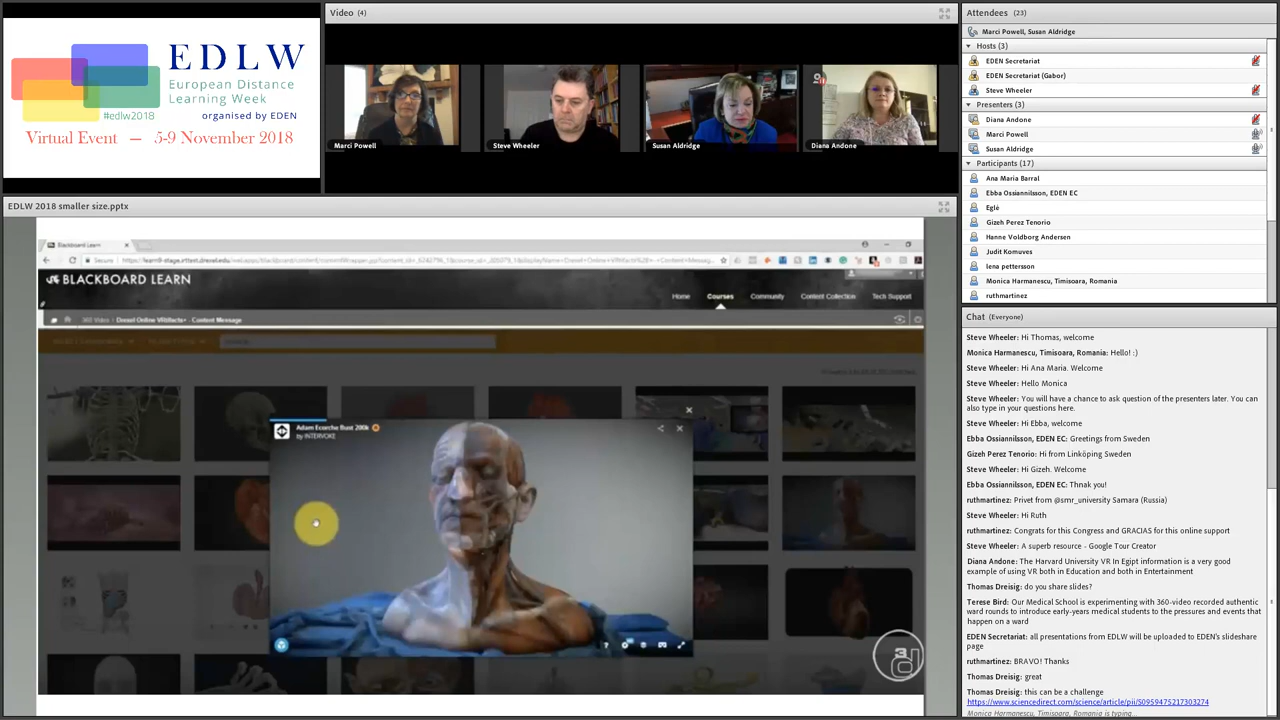 EDLW
European Distance
Learning Week
#edlw2018
organised by EDEN
Virtual Event — 5-9 November 2018
Video (4)
Marci Powell
Steve Wheeler
Susan Aldridge
Diana Andone
EDLW 2018 smaller size.pptx
Blackboard Learn
Secure
BLACKBOARD LEARN
Home
Courses
Community
Content Collection
Tech Support
Content Message
Adam Ecorche Bust 200k
by INTERVOKE
Attendees (23)
Marci Powell, Susan Aldridge
Hosts (3)
EDEN Secretariat
EDEN Secretariat (Gabor)
Steve Wheeler
Presenters (3)
Diana Andone
Marci Powell
Susan Aldridge
Participants (17)
Ana Maria Barral
Ebba Ossiannilsson, EDEN EC
Eglė
Gizeh Perez Tenorio
Hanne Voldborg Andersen
Judit Komuves
lena pettersson
Monica Harmanescu, Timisoara, Romania
ruthmartinez
Chat (Everyone)
Steve Wheeler: Hi Thomas, welcome
Monica Harmanescu, Timisoara, Romania: Hello! :)
Steve Wheeler: Hi Ana Maria. Welcome
Steve Wheeler: Hello Monica
Steve Wheeler: You will have a chance to ask question of the presenters later. You can
also type in your questions here.
Steve Wheeler: Hi Ebba, welcome
Ebba Ossiannilsson, EDEN EC: Greetings from Sweden
Gizeh Perez Tenorio: Hi from Linköping Sweden
Steve Wheeler: Hi Gizeh. Welcome
Ebba Ossiannilsson, EDEN EC: Thnak you!
ruthmartinez: Privet from @smr_university Samara (Russia)
Steve Wheeler: Hi Ruth
ruthmartinez: Congrats for this Congress and GRACIAS for this online support
Steve Wheeler: A superb resource - Google Tour Creator
Diana Andone: The Harvard University VR In Egipt information is a very good
example of using VR both in Education and both in Entertainment
Thomas Dreisig: do you share slides?
Terese Bird: Our Medical School is experimenting with 360-video recorded authentic
ward rounds to introduce early-years medical students to the pressures and events that
happen on a ward
EDEN Secretariat: all presentations from EDLW will be uploaded to EDEN's slideshare
page
ruthmartinez: BRAVO! Thanks
Thomas Dreisig: great
Thomas Dreisig: this can be a challenge
https://www.sciencedirect.com/science/article/pii/S0959475217303274
Monica Harmanescu, Timisoara, Romania is typing...